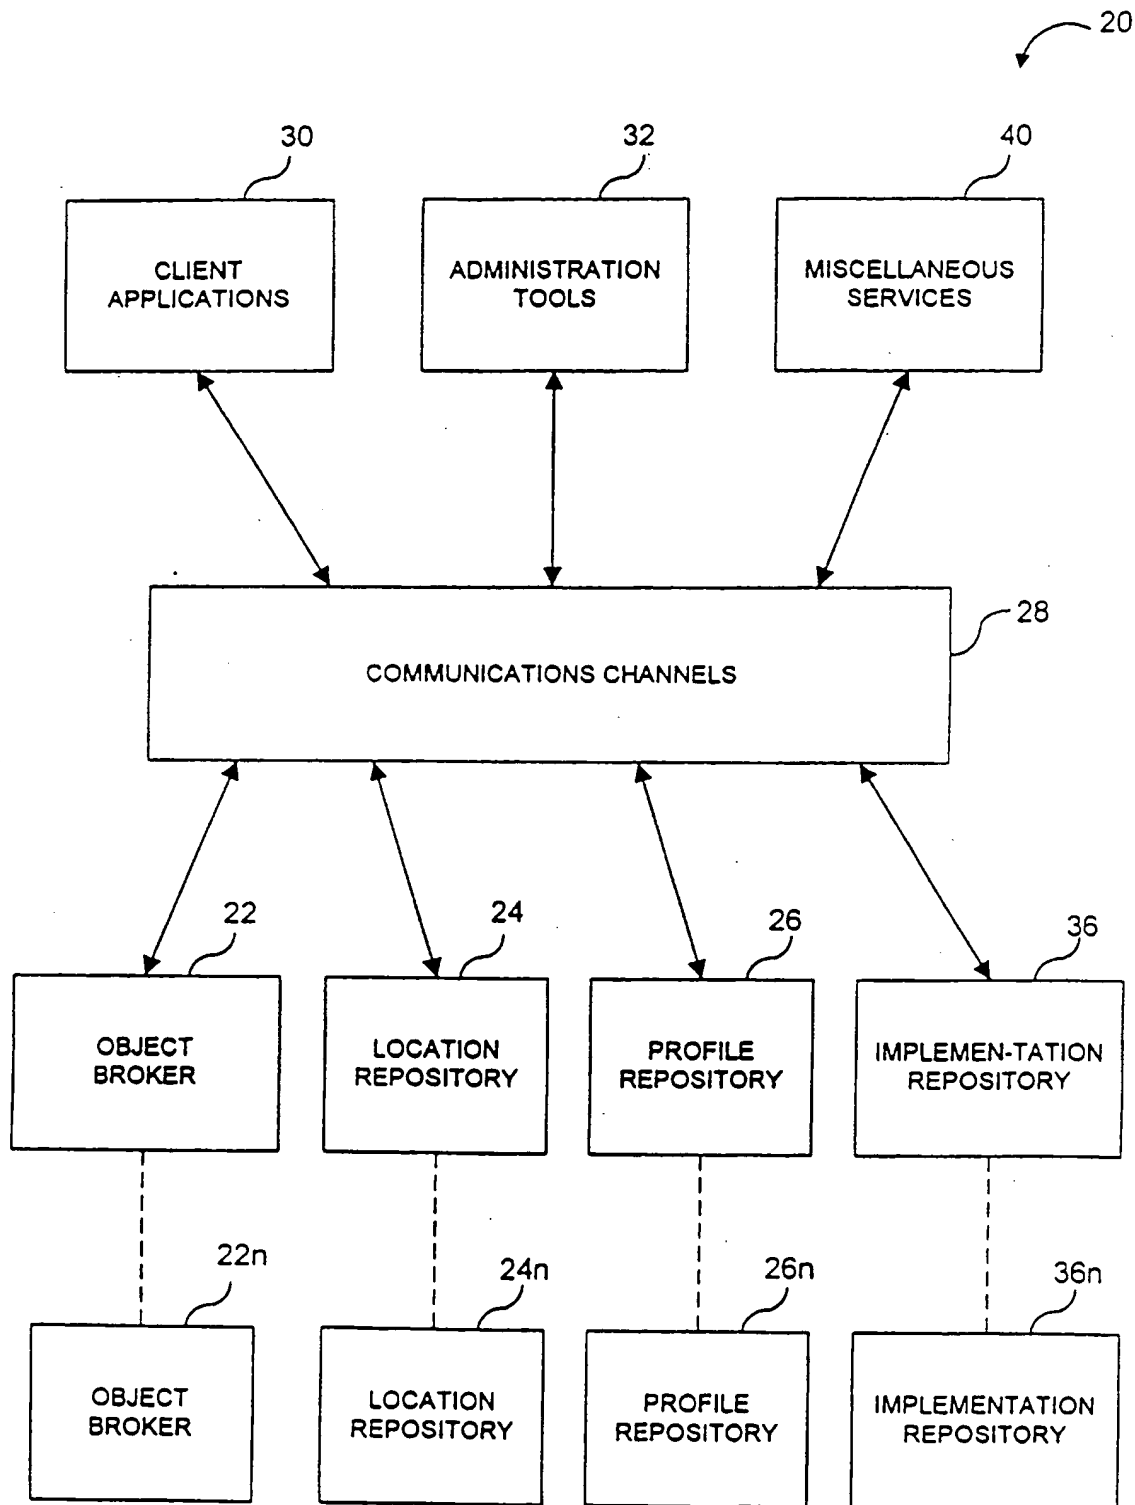 20
30
32
40
CLIENT
APPLICATIONS
ADMINISTRATION
TOOLS
MISCELLANEOUS
SERVICES
28
COMMUNICATIONS CHANNELS
22
24
26
36
OBJECT
BROKER
LOCATION
REPOSITORY
PROFILE
REPOSITORY
IMPLEMEN-TATION
REPOSITORY
22n
24n
26n
36n
OBJECT
BROKER
LOCATION
REPOSITORY
PROFILE
REPOSITORY
IMPLEMENTATION
REPOSITORY